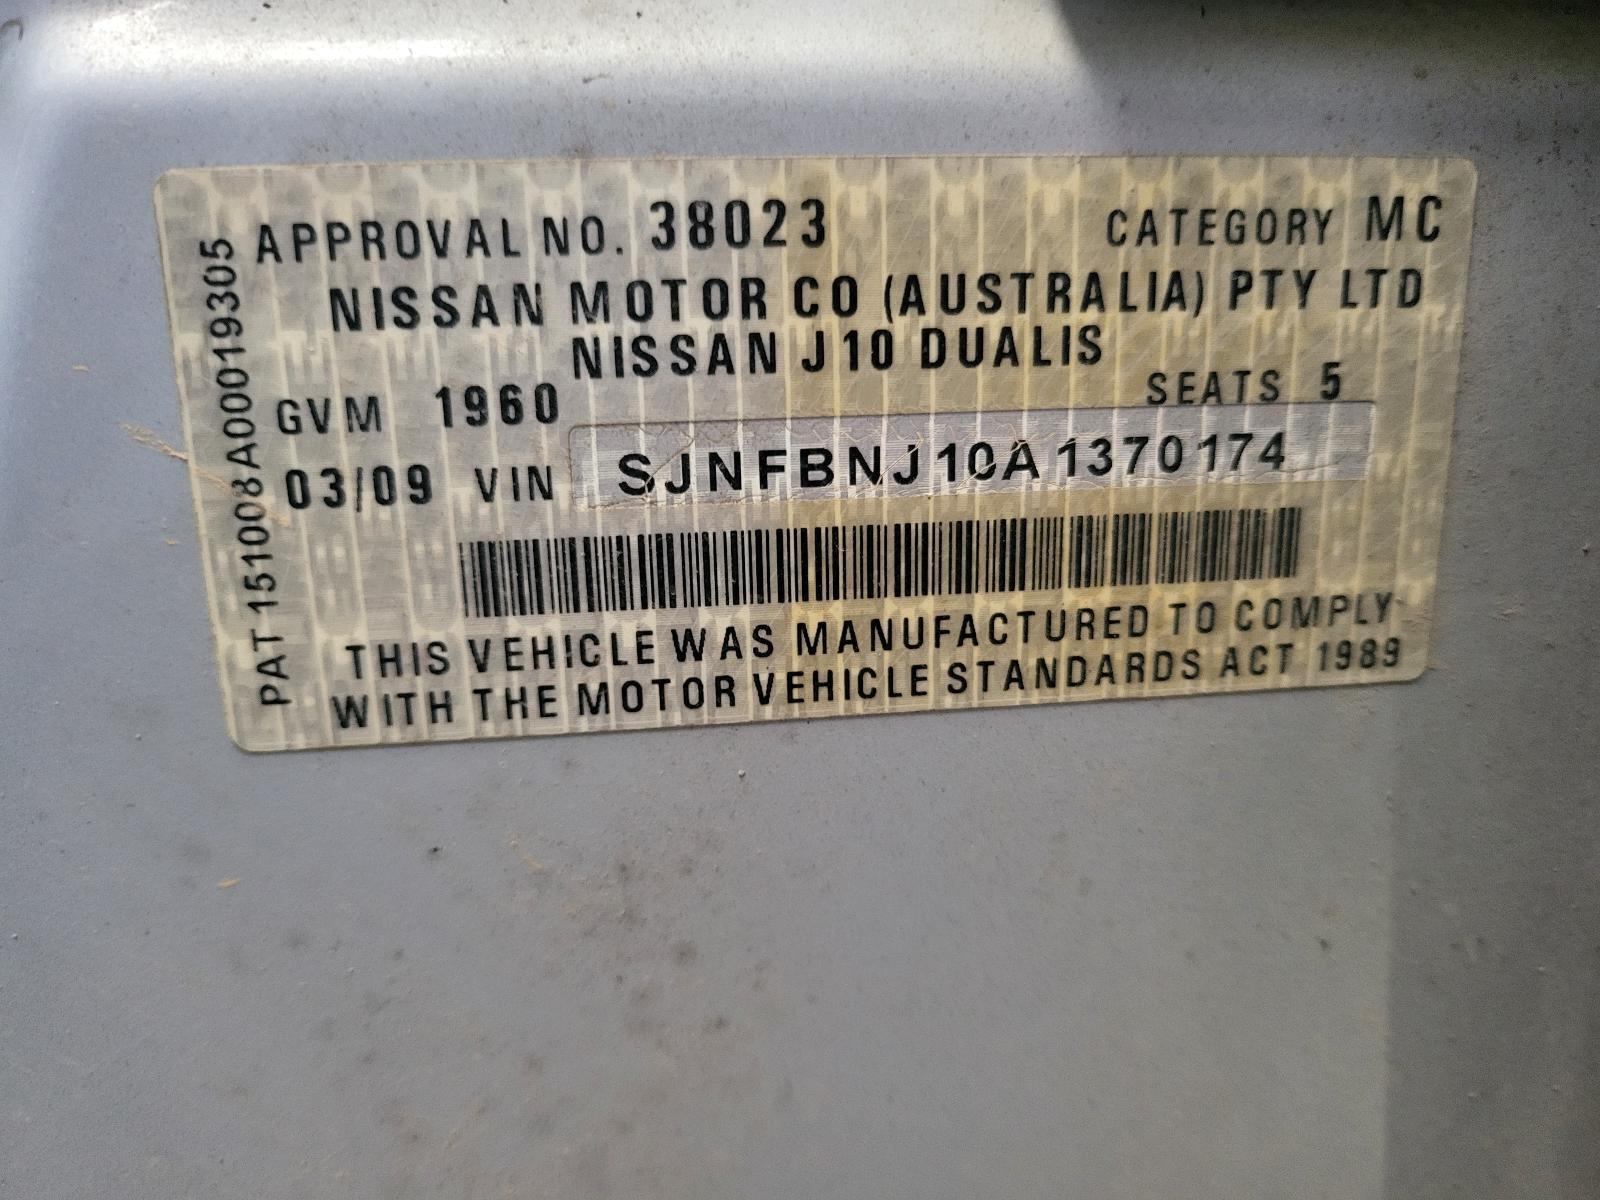 APPROVAL NO. 38023 CATEGORY MC
NISSAN MOTOR CO (AUSTRALIA) PTY LTD
NISSAN J10 DUALIS
GVM 1960 SEATS 5
03/09 VIN SJNFBNJ10A1370174
THIS VEHICLE WAS MANUFACTURED TO COMPLY
WITH THE MOTOR VEHICLE STANDARDS ACT 1989
PAT 151008A00019305